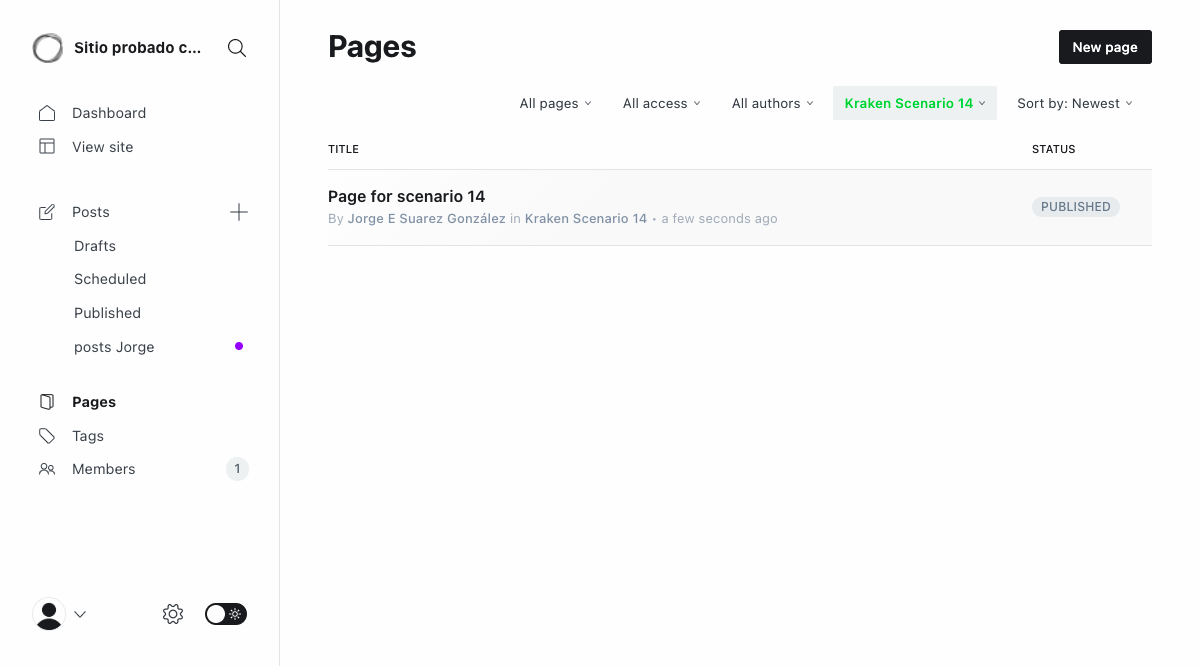 Sitio probado c...
Dashboard
View site
Posts
Drafts
Scheduled
Published
posts Jorge
Pages
Tags
Members 1
Pages
New page
All pages All access All authors Kraken Scenario 14 Sort by: Newest
TITLE STATUS
Page for scenario 14
By Jorge E Suarez González in Kraken Scenario 14 • a few seconds ago
PUBLISHED